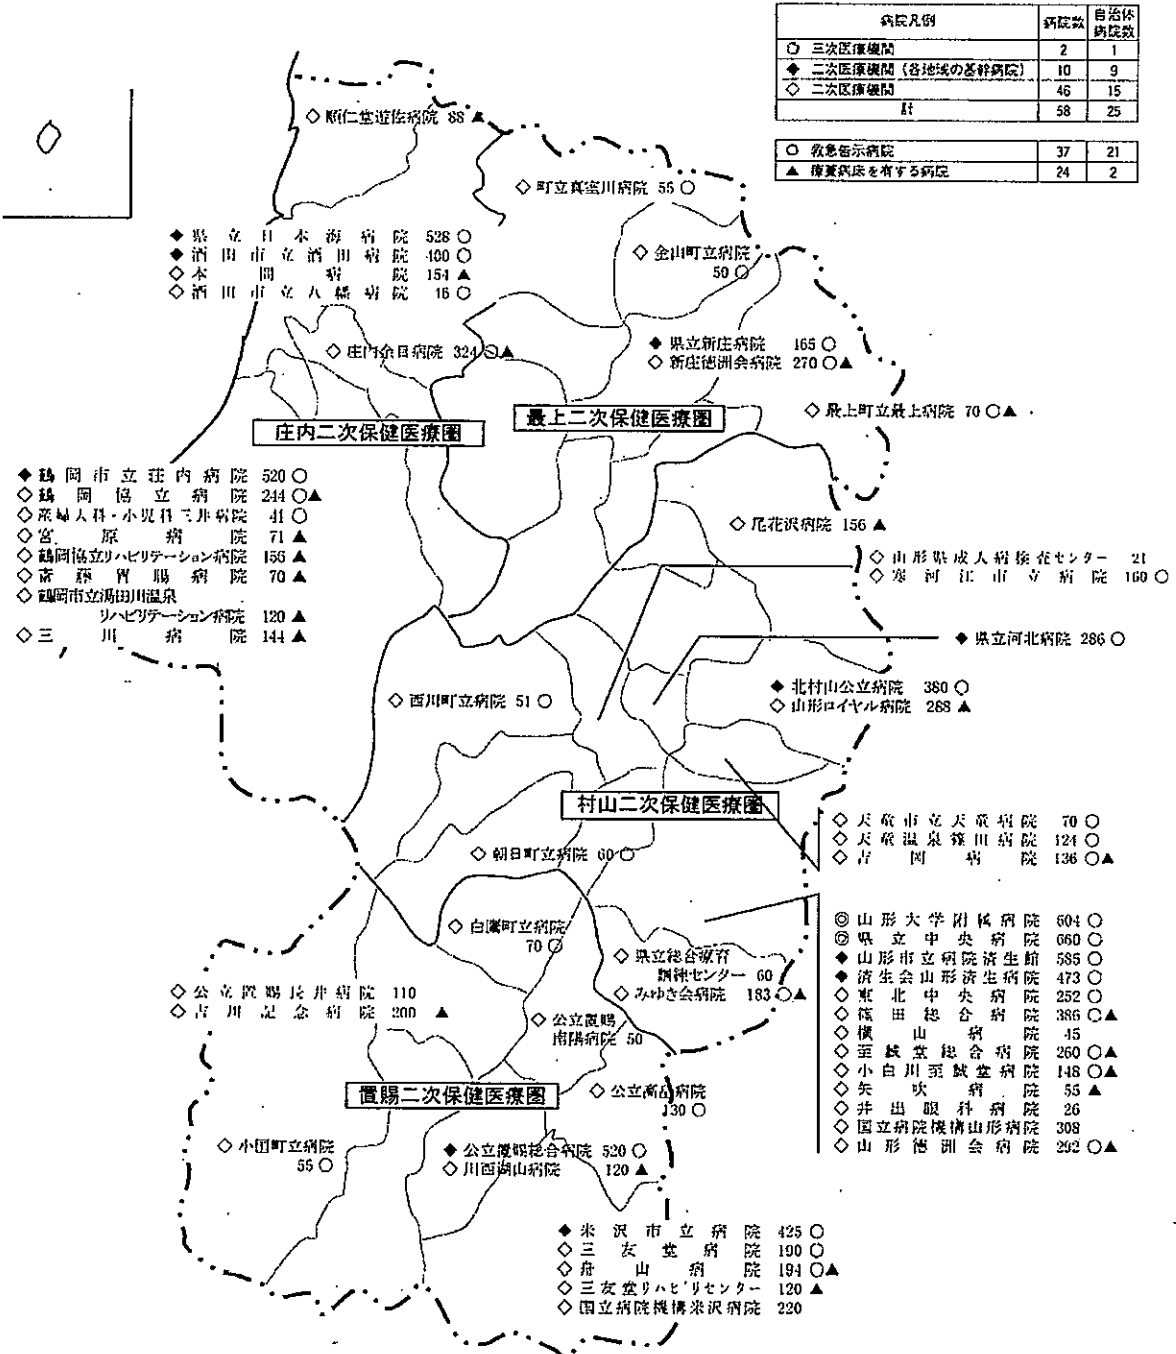 病院凡例 病院数 自治体病院数
◎ 三次医療機関 2 1
◆ 二次医療機関（各地域の基幹病院） 10 9
◇ 二次医療機関 46 15
計 58 25
○ 救急告示病院 37 21
▲ 療養病床を有する病院 24 2
◇ 順仁堂遊佐病院 88 ▲
◇ 町立真室川病院 55 ○
◆ 県立日本海病院 528 ○
◆ 酒田市立酒田病院 400 ○
◇ 本間病院 154 ▲
◇ 酒田市立八幡病院 46 ○
◇ 金山町立病院
50 ○
◇ 庄内余目病院 324 ○▲
◆ 県立新庄病院 165 ○
◇ 新庄徳洲会病院 270 ○▲
◇ 最上町立最上病院 70 ○▲
庄内二次保健医療圏
最上二次保健医療圏
◆ 鶴岡市立荘内病院 520 ○
◇ 鶴岡協立病院 244 ○▲
◇ 産婦人科・小児科三井病院 41 ○
◇ 宮原病院 71 ▲
◇ 鶴岡協立リハビリテーション病院 156 ▲
◇ 斎藤胃腸病院 70 ▲
◇ 鶴岡市立湯田川温泉
リハビリテーション病院 120 ▲
◇ 三川病院 144 ▲
◇ 尾花沢病院 156 ▲
◇ 山形県成人病検査センター 21
◇ 寒河江市立病院 160 ○
◆ 県立河北病院 286 ○
◇ 西川町立病院 51 ○
◆ 北村山公立病院 380 ○
◇ 山形ロイヤル病院 288 ▲
村山二次保健医療圏
◇ 天童市立天童病院 70 ○
◇ 天童温泉篠田病院 124 ○
◇ 吉岡病院 136 ○▲
◇ 朝日町立病院 60 ○
◇ 白鷹町立病院
70 ○
◇ 県立総合療育
訓練センター 60
◇ みゆき会病院 183 ○▲
◎ 山形大学附属病院 604 ○
◎ 県立中央病院 660 ○
◆ 山形市立病院済生館 585 ○
◆ 済生会山形済生病院 473 ○
◇ 東北中央病院 252 ○
◇ 篠田総合病院 386 ○▲
◇ 横山病院 45
◇ 至誠堂総合病院 260 ○▲
◇ 小白川至誠堂病院 148 ○▲
◇ 矢吹病院 55 ▲
◇ 井出眼科病院 26
◇ 国立病院機構山形病院 308
◇ 山形徳洲会病院 292 ○▲
◇ 公立置賜長井病院 110
◇ 吉川記念病院 200 ▲
◇ 公立置賜
南陽病院 50
置賜二次保健医療圏
◇ 公立高畠病院
130 ○
◇ 小国町立病院
55 ○
◆ 公立置賜総合病院 520 ○
◇ 川西湖山病院 120 ▲
◆ 米沢市立病院 425 ○
◇ 三友堂病院 190 ○
◇ 舟山病院 194 ○▲
◇ 三友堂リハビリセンター 120 ▲
◇ 国立病院機構米沢病院 220